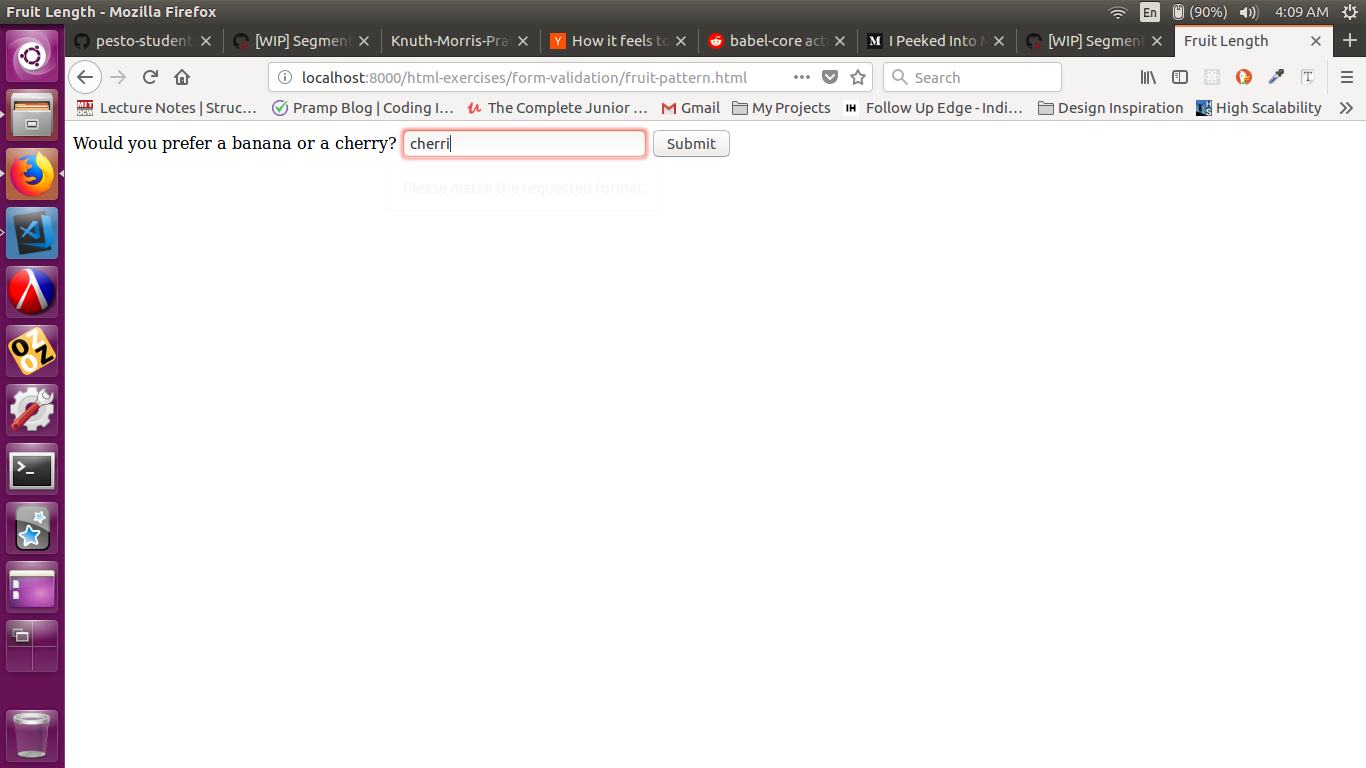 Fruit Length - Mozilla Firefox
En (90%) 4:09 AM
pesto-student
[WIP] Segment
Knuth-Morris-Pra
Y How it feels to
babel-core act
M I Peeked Into M
[WIP] Segment
Fruit Length
localhost:8000/html-exercises/form-validation/fruit-pattern.html
Search
MIT OCW Lecture Notes | Struc...
Pramp Blog | Coding I...
The Complete Junior ...
Gmail
My Projects
IH Follow Up Edge - Indi...
Design Inspiration
High Scalability
Would you prefer a banana or a cherry? cherri Submit
Please match the requested format.